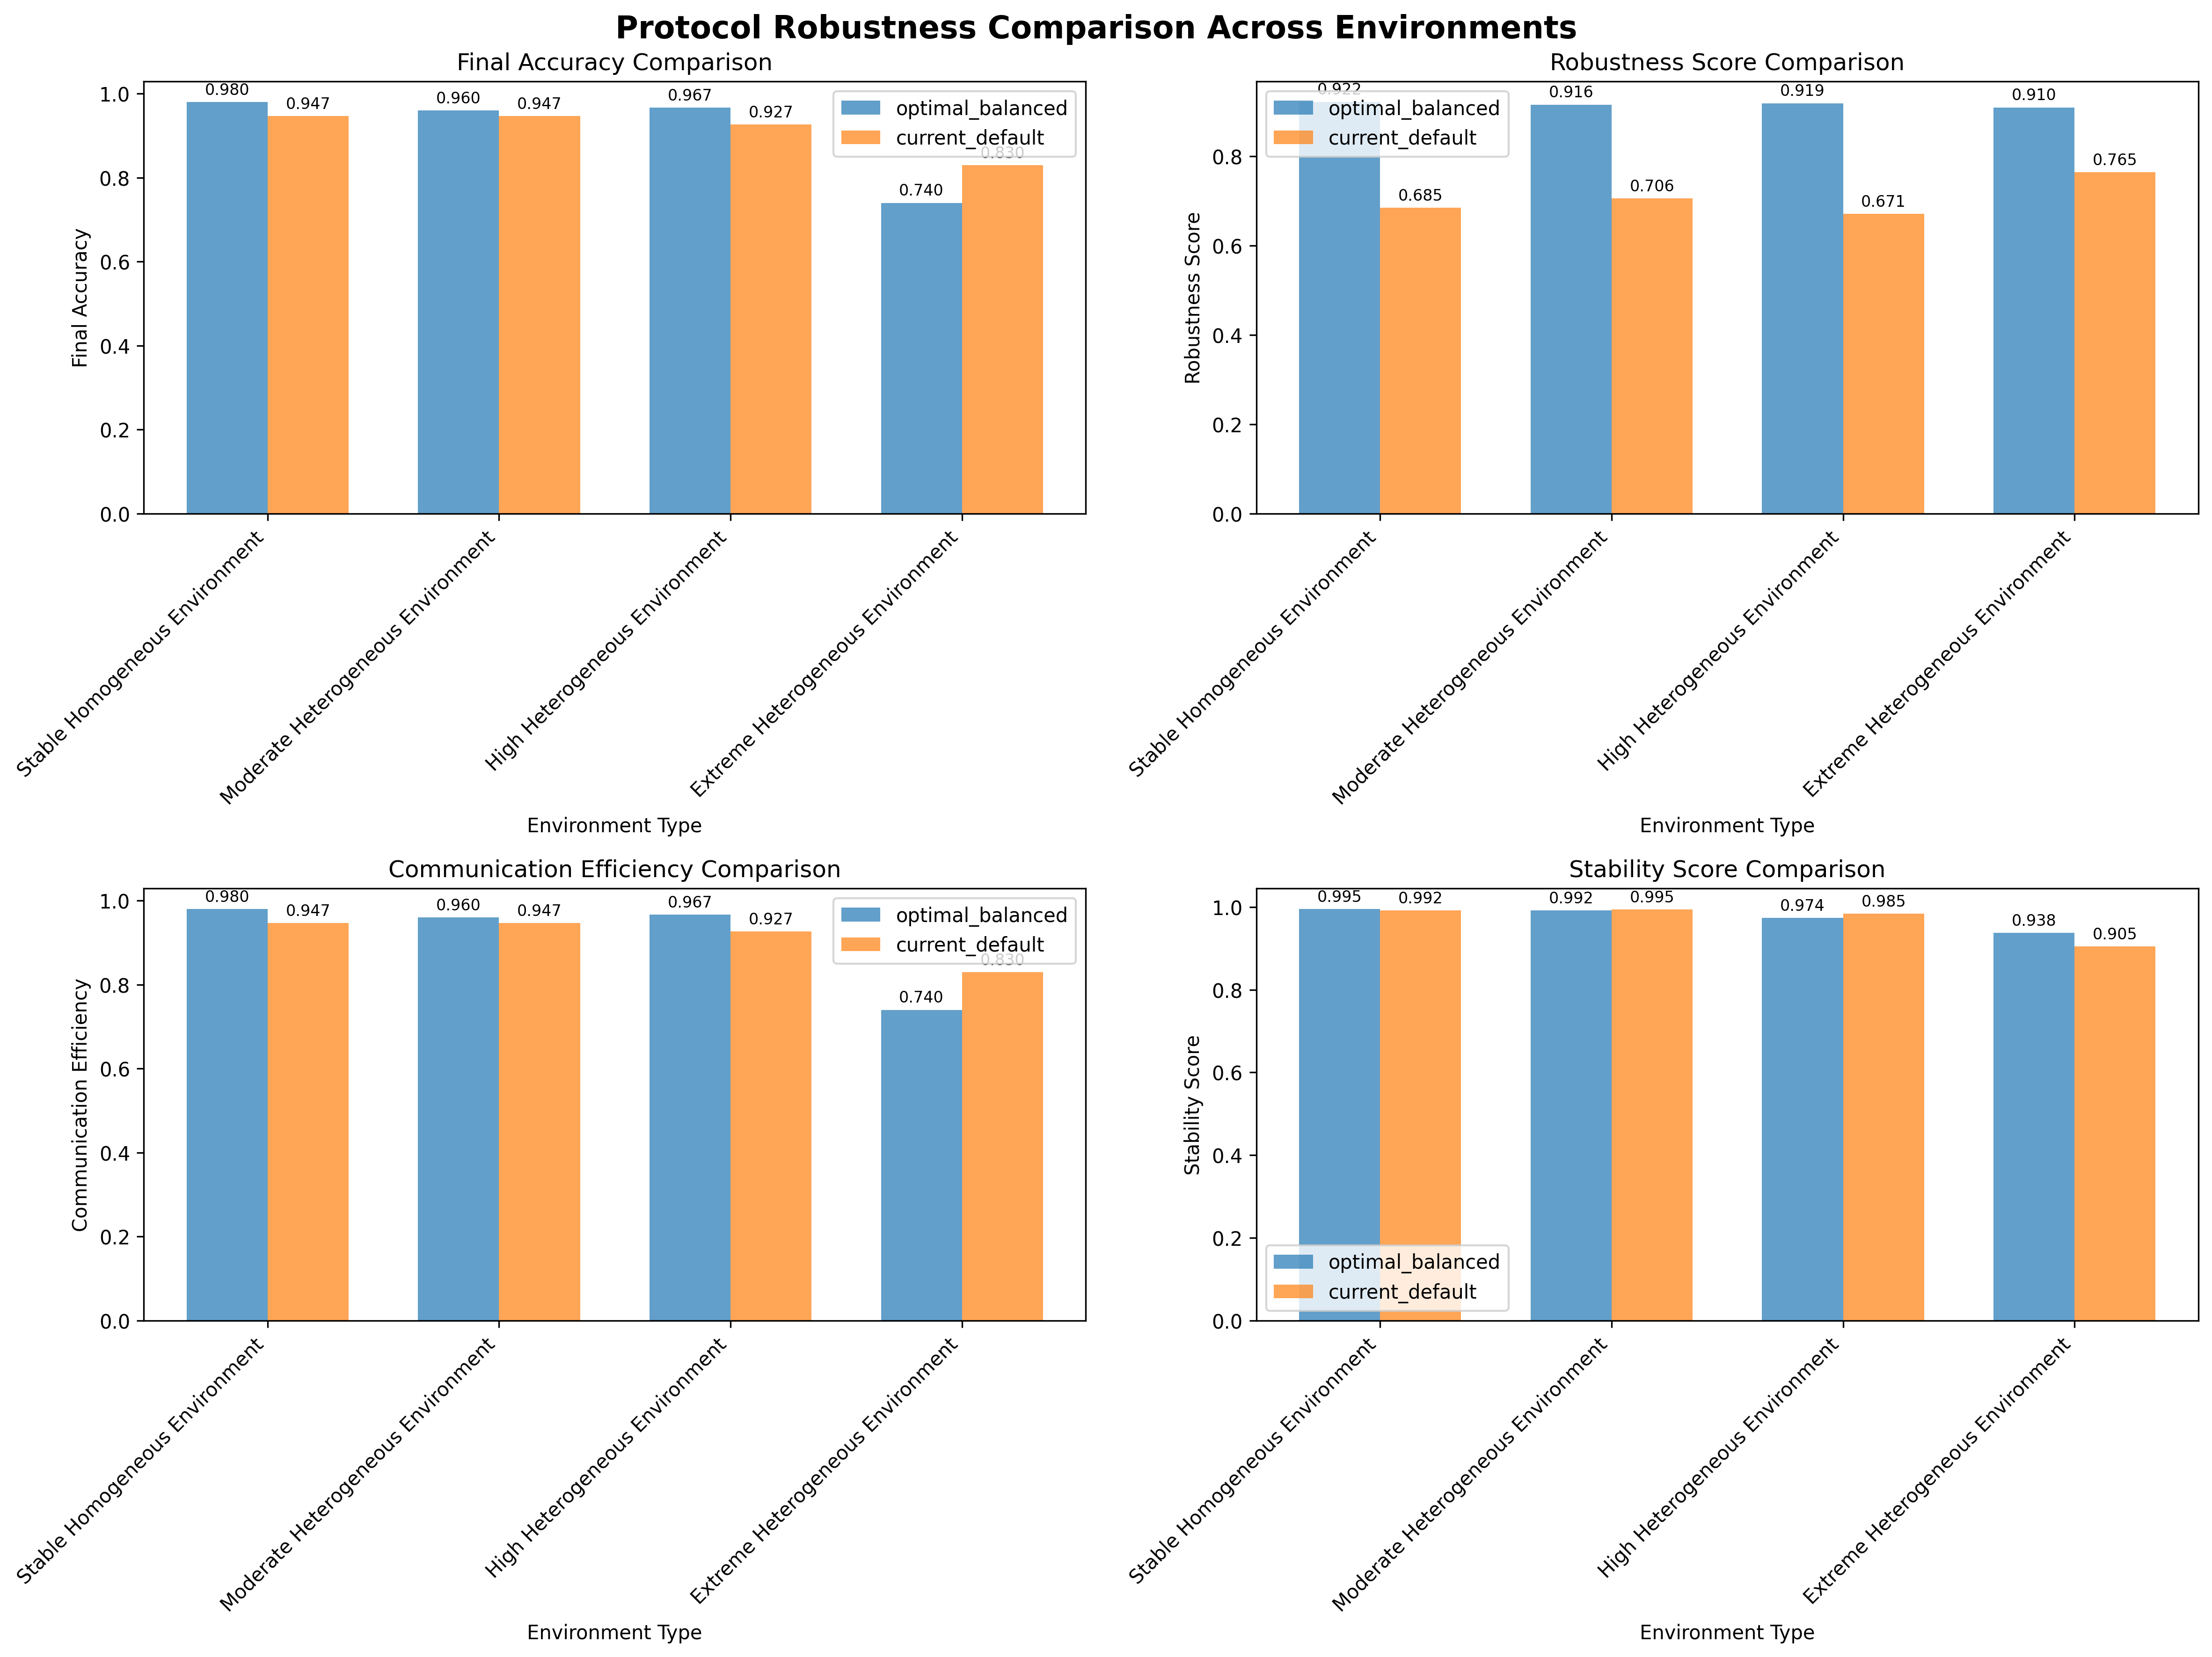 Protocol Robustness Comparison Across Environments
Final Accuracy Comparison
Final Accuracy
1.0
0.8
0.6
0.4
0.2
0.0
0.980
0.947
0.960
0.947
0.967
0.927
0.740
0.830
optimal_balanced
current_default
Stable Homogeneous Environment
Moderate Heterogeneous Environment
High Heterogeneous Environment
Extreme Heterogeneous Environment
Environment Type
Robustness Score Comparison
Robustness Score
0.8
0.6
0.4
0.2
0.0
0.922
0.685
0.916
0.706
0.919
0.671
0.910
0.765
optimal_balanced
current_default
Stable Homogeneous Environment
Moderate Heterogeneous Environment
High Heterogeneous Environment
Extreme Heterogeneous Environment
Environment Type
Communication Efficiency Comparison
Communication Efficiency
1.0
0.8
0.6
0.4
0.2
0.0
0.980
0.947
0.960
0.947
0.967
0.927
0.740
0.830
optimal_balanced
current_default
Stable Homogeneous Environment
Moderate Heterogeneous Environment
High Heterogeneous Environment
Extreme Heterogeneous Environment
Environment Type
Stability Score Comparison
Stability Score
1.0
0.8
0.6
0.4
0.2
0.0
0.995
0.992
0.992
0.995
0.974
0.985
0.938
0.905
optimal_balanced
current_default
Stable Homogeneous Environment
Moderate Heterogeneous Environment
High Heterogeneous Environment
Extreme Heterogeneous Environment
Environment Type